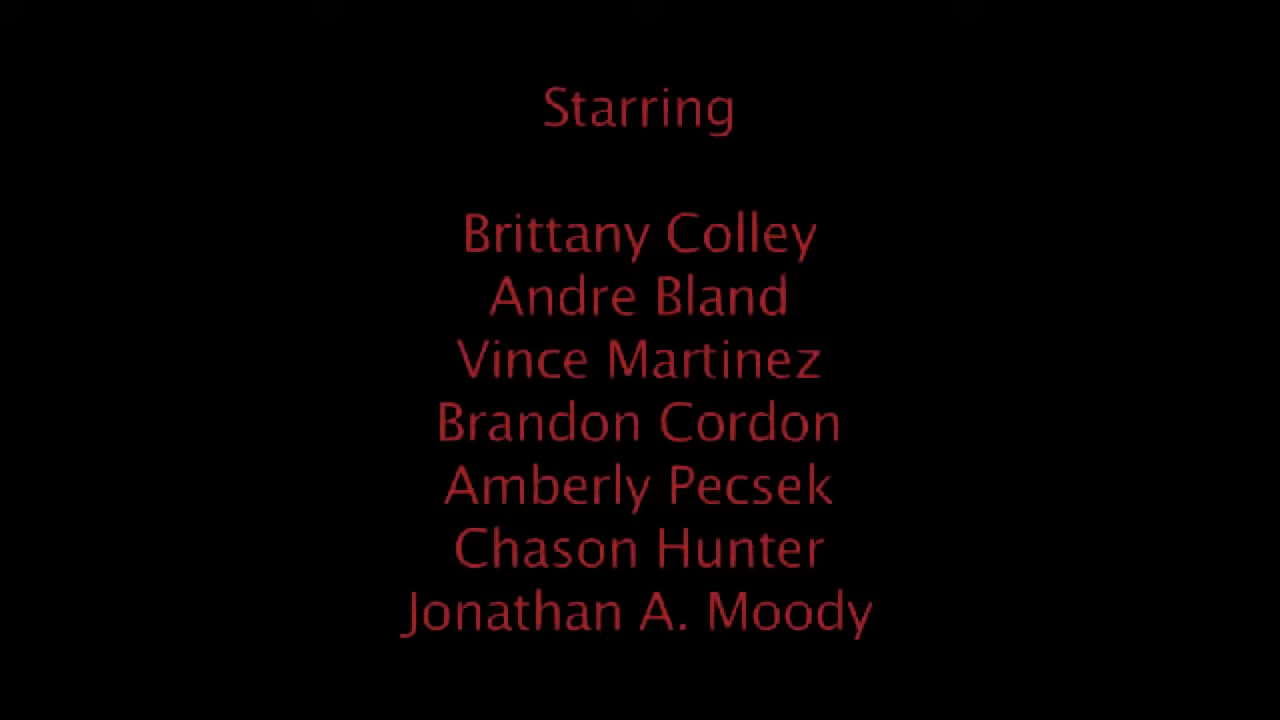 Starring
Brittany Colley
Andre Bland
Vince Martinez
Brandon Cordon
Amberly Pecsek
Chason Hunter
Jonathan A. Moody